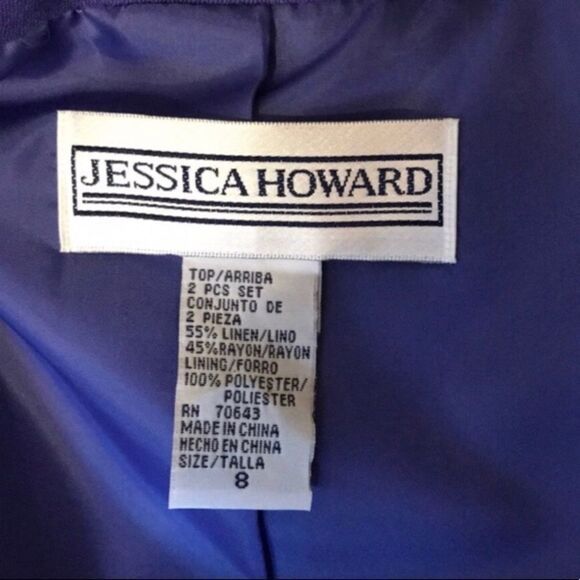 JESSICA HOWARD
TOP/ARRIBA
2 PCS SET
CONJUNTO DE
2 PIEZA
55% LINEN/LINO
45% RAYON/RAYON
LINING/FORRO
100% POLYESTER/
POLIESTER
RN 70643
MADE IN CHINA
HECHO EN CHINA
SIZE/TALLA
8